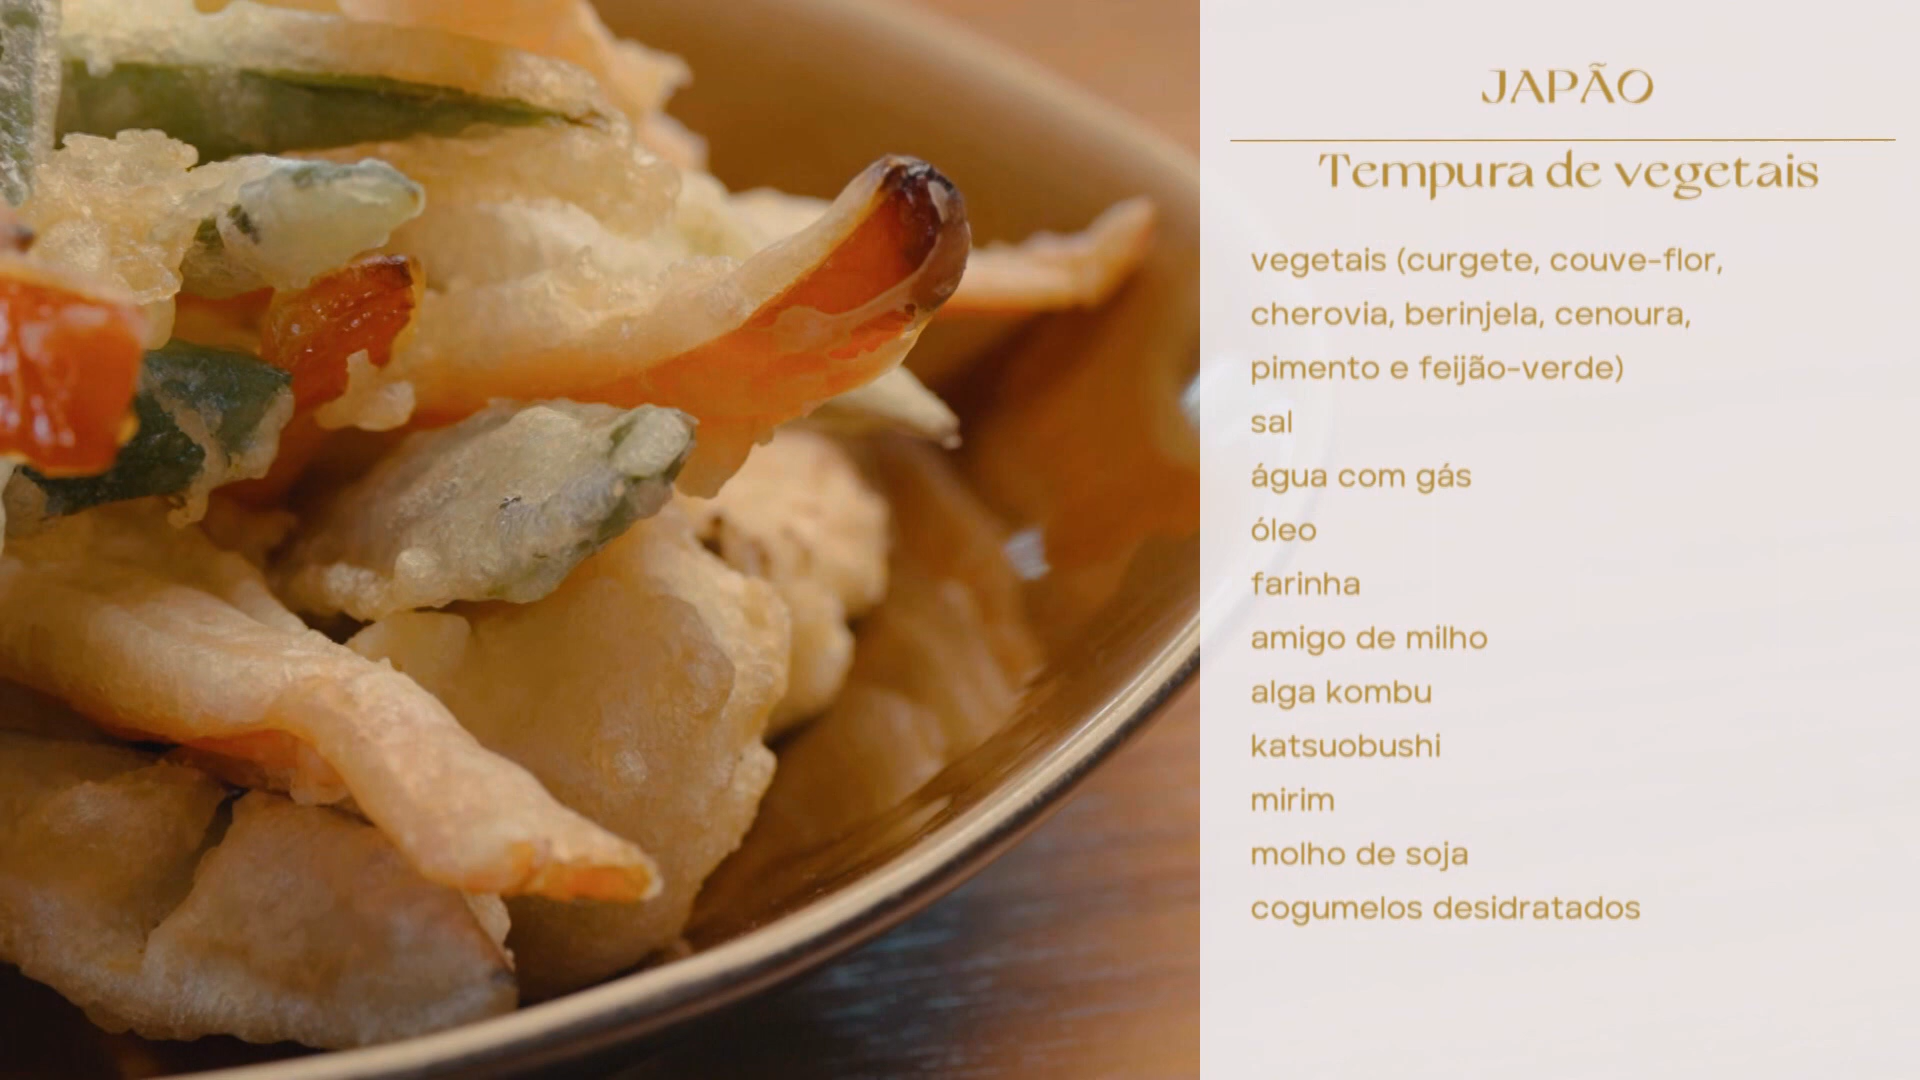 JAPÃO
Tempura de vegetais
vegetais (curgete, couve-flor,
cherovia, berinjela, cenoura,
pimento e feijão-verde)
sal
água com gás
óleo
farinha
amigo de milho
alga kombu
katsuobushi
mirim
molho de soja
cogumelos desidratados